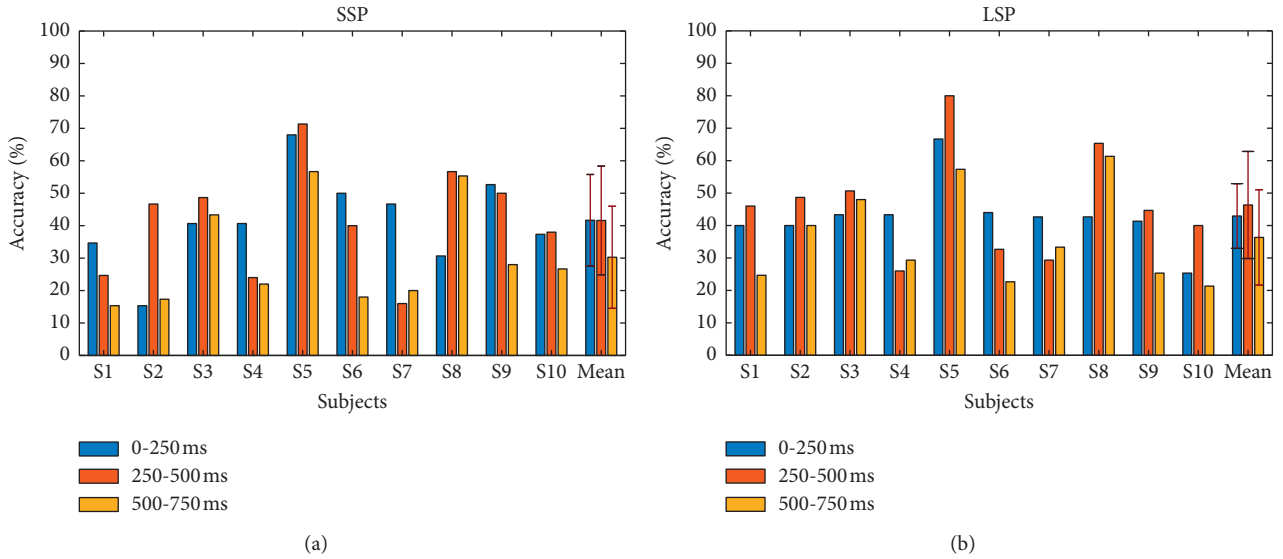 SSP
100
90
80
70
60
50
40
30
20
10
0
Accuracy (%)
S1 S2 S3 S4 S5 S6 S7 S8 S9 S10 Mean
Subjects
0-250 ms
250-500 ms
500-750 ms
(a)
LSP
100
90
80
70
60
50
40
30
20
10
0
Accuracy (%)
S1 S2 S3 S4 S5 S6 S7 S8 S9 S10 Mean
Subjects
0-250 ms
250-500 ms
500-750 ms
(b)